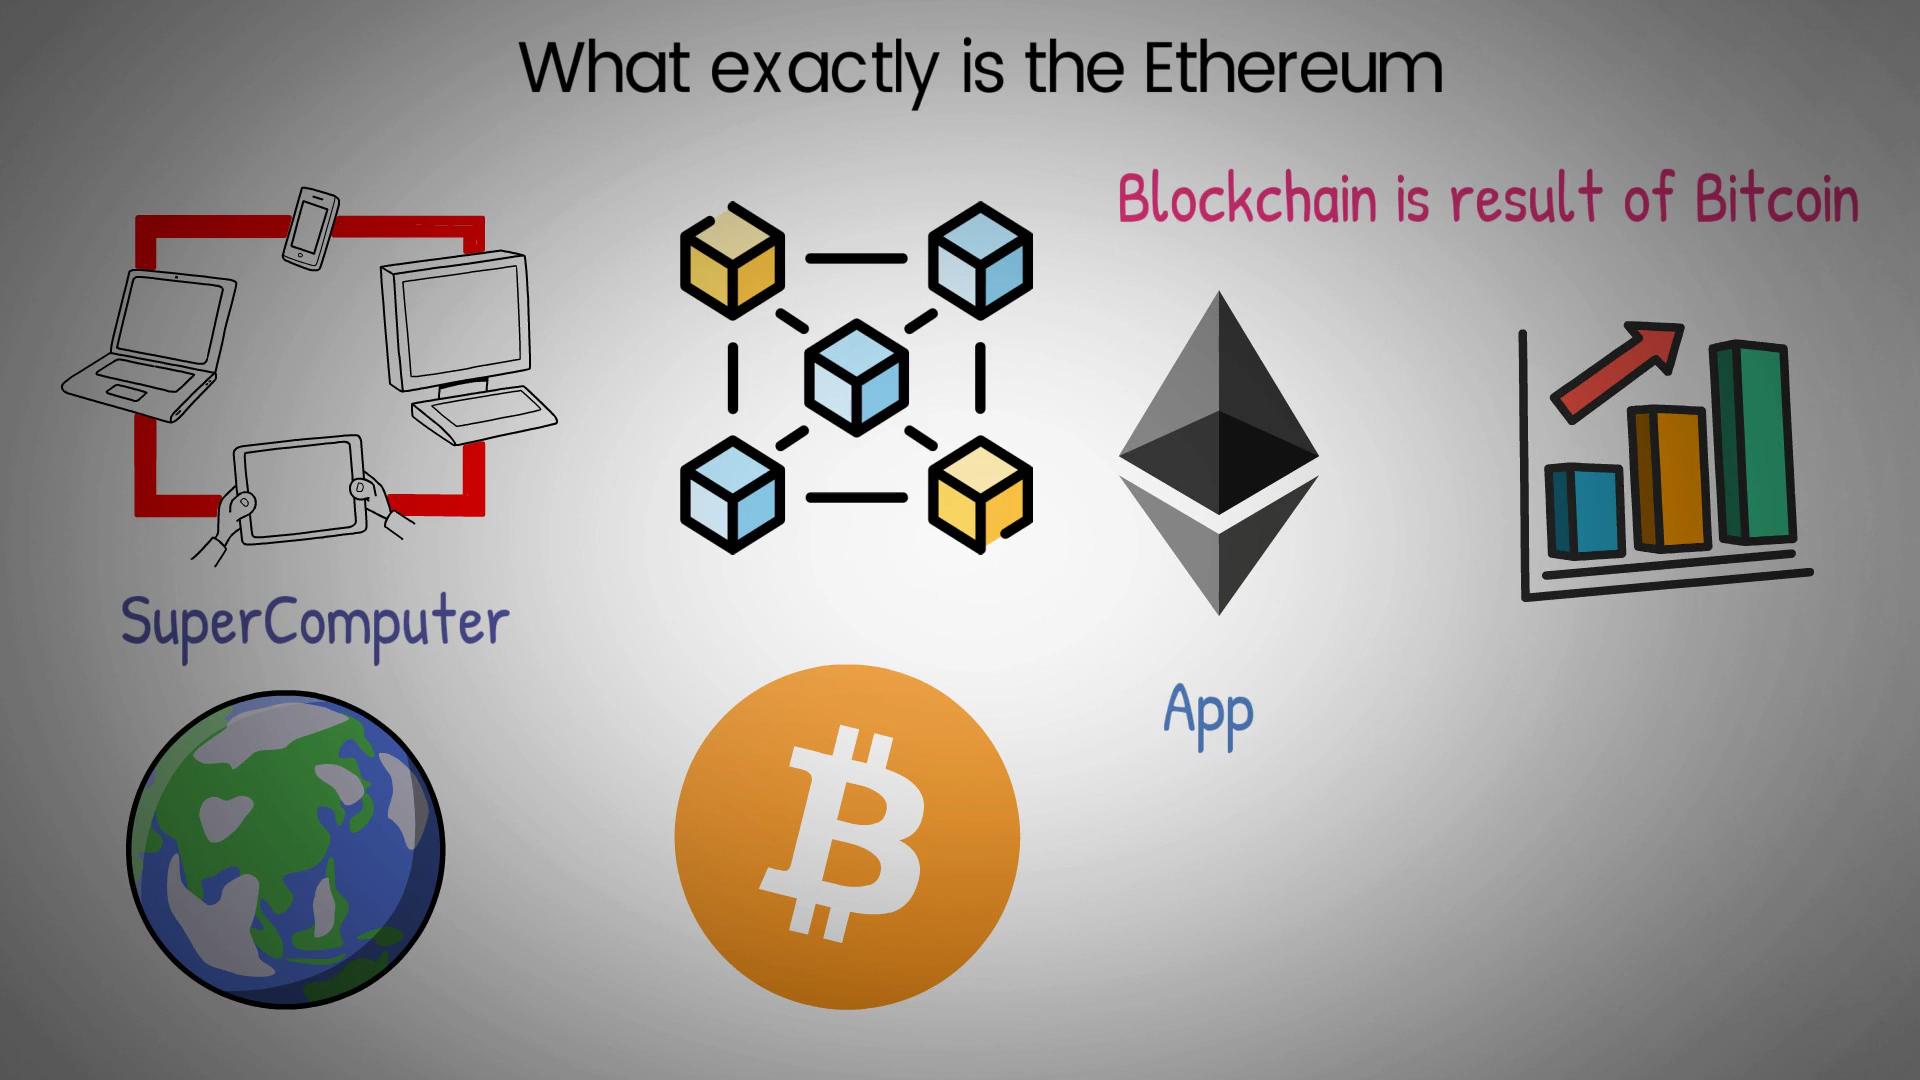 What exactly is the Ethereum
Blockchain is result of Bitcoin
SuperComputer
App